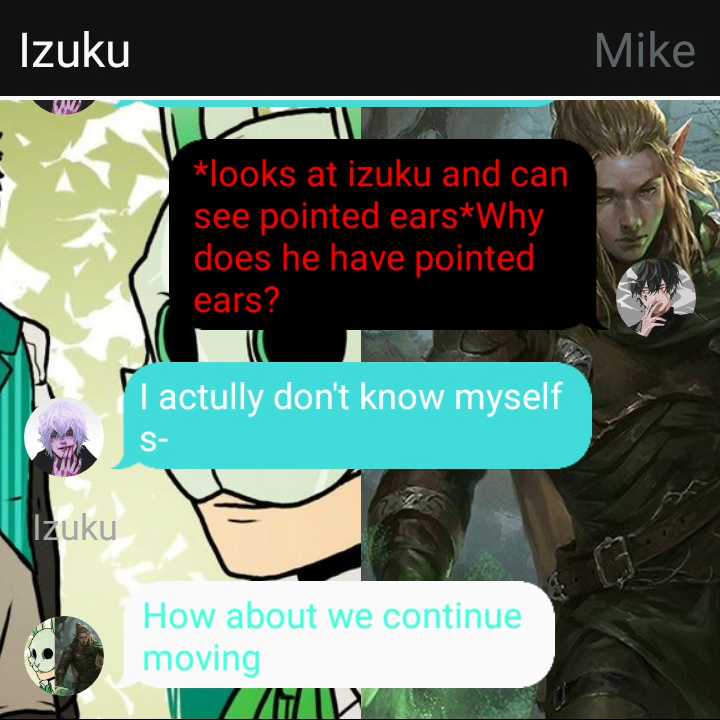 Izuku
Mike
*looks at izuku and can
see pointed ears*Why
does he have pointed
ears?
I actully don't know myself
s-
Izuku
How about we continue
moving